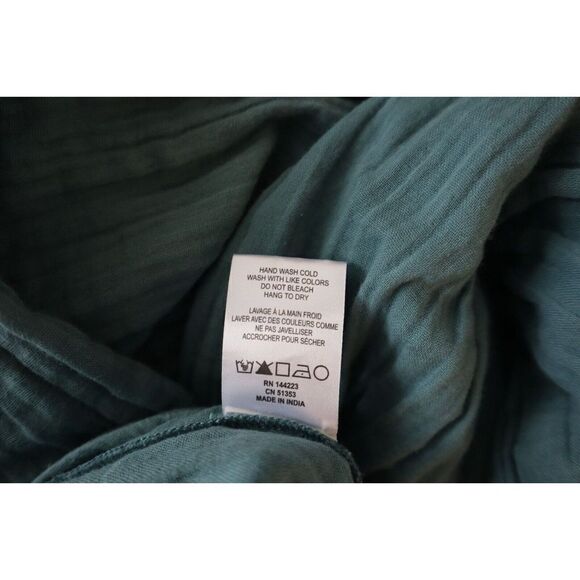 HAND WASH COLD
WASH WITH LIKE COLORS
DO NOT BLEACH
HANG TO DRY
LAVAGE À LA MAIN FROID
LAVER AVEC DES COULEURS COMME
NE PAS JAVELLISER
ACCROCHER POUR SÉCHER
RN 144223
CN 51353
MADE IN INDIA